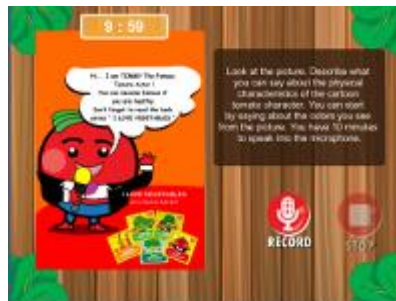 9:59
Hi.. I am TOMMY The Famous
Tomato Actor !
You can become famous if
you are healthy.
Don't forget to read the book
series " I LOVE VEGETABLES "
Look at the picture. Describe what
you can say about the physical
characteristics of the cartoon
tomato character. You can start
by saying about the colors you see
from the picture. You have 10 minutes
to speak into the microphone.
I LOVE VEGETABLES
RECORD
STOP